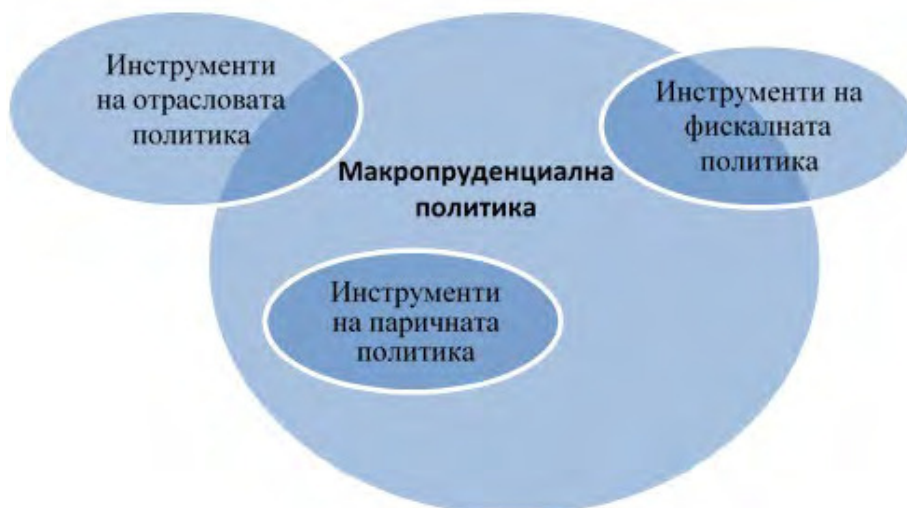 Инструменти
на отрасловата
политика
Инструменти на
фискалната
политика
Макропруденциална
политика
Инструменти
на паричната
политика